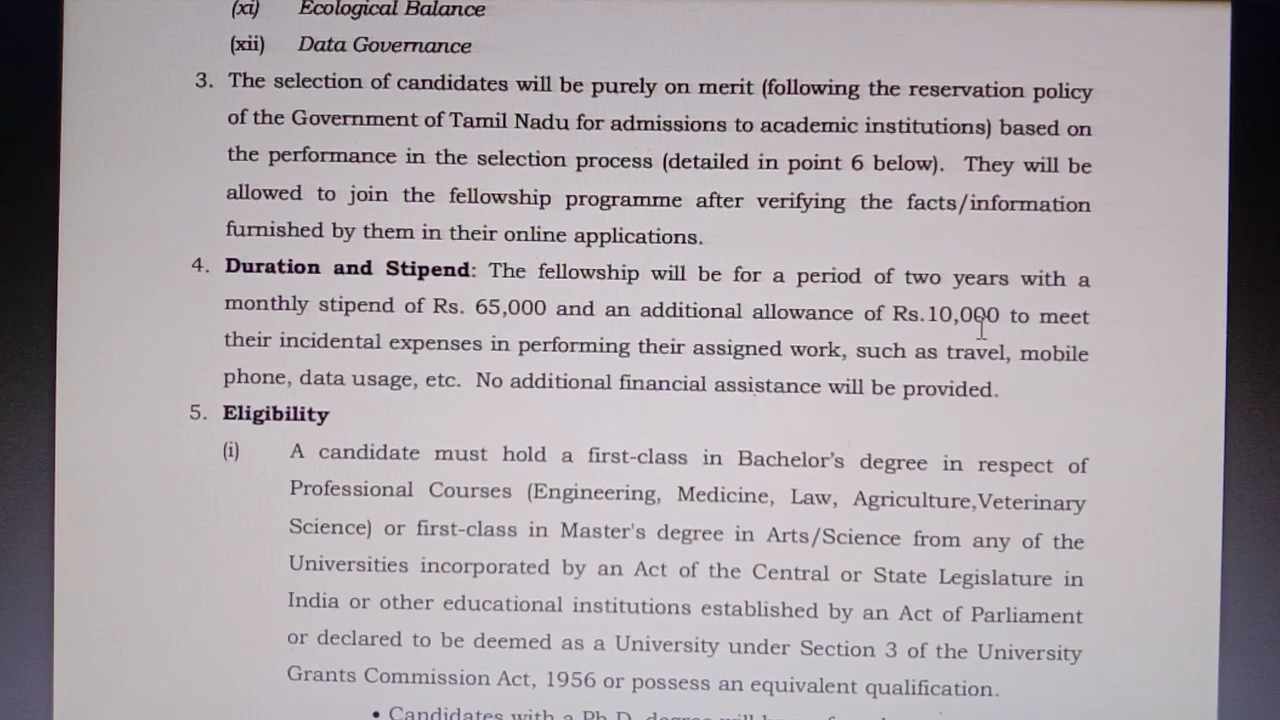 (xi) Ecological Balance
(xii) Data Governance
3. The selection of candidates will be purely on merit (following the reservation policy
of the Government of Tamil Nadu for admissions to academic institutions) based on
the performance in the selection process (detailed in point 6 below). They will be
allowed to join the fellowship programme after verifying the facts/information
furnished by them in their online applications.
4. Duration and Stipend: The fellowship will be for a period of two years with a
monthly stipend of Rs. 65,000 and an additional allowance of Rs.10,000 to meet
their incidental expenses in performing their assigned work, such as travel, mobile
phone, data usage, etc. No additional financial assistance will be provided.
5. Eligibility
(i) A candidate must hold a first-class in Bachelor's degree in respect of
Professional Courses (Engineering, Medicine, Law, Agriculture,Veterinary
Science) or first-class in Master's degree in Arts/Science from any of the
Universities incorporated by an Act of the Central or State Legislature in
India or other educational institutions established by an Act of Parliament
or declared to be deemed as a University under Section 3 of the University
Grants Commission Act, 1956 or possess an equivalent qualification.
• Candidates with a Ph.D. degree will be